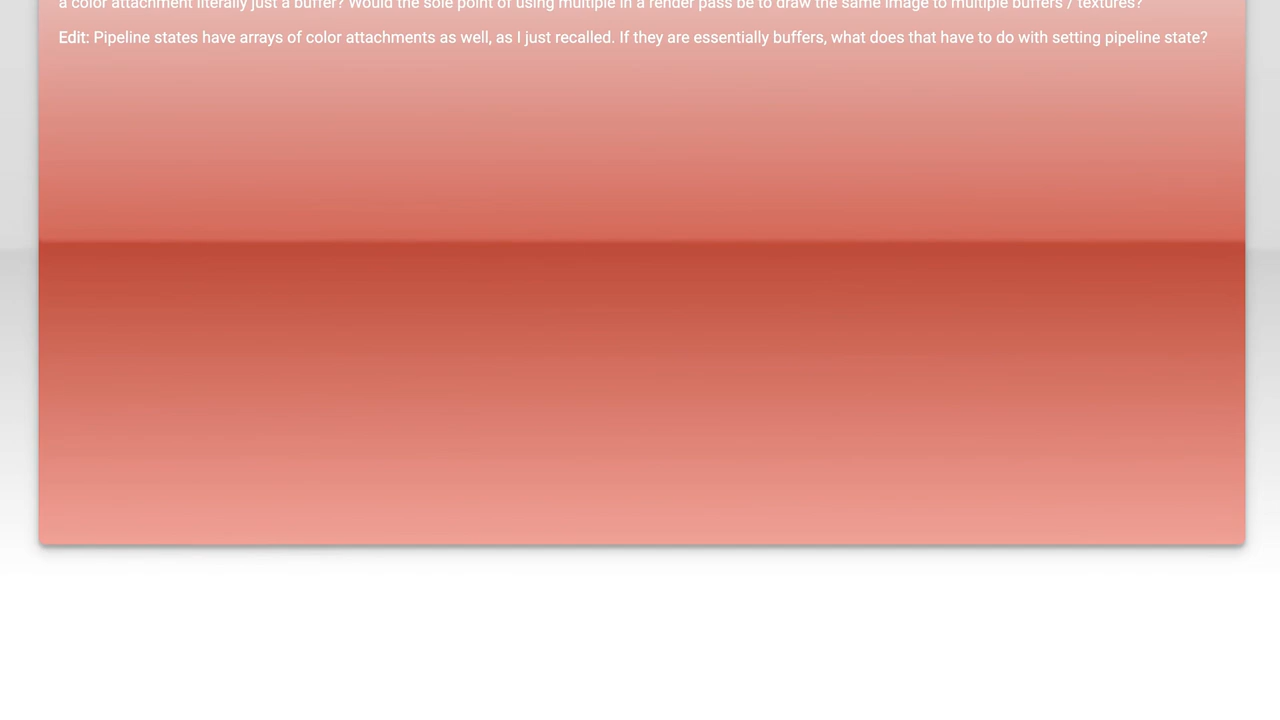 a color attachment literally just a buffer? Would the sole point of using multiple in a render pass be to draw the same image to multiple buffers / textures?
Edit: Pipeline states have arrays of color attachments as well, as I just recalled. If they are essentially buffers, what does that have to do with setting pipeline state?